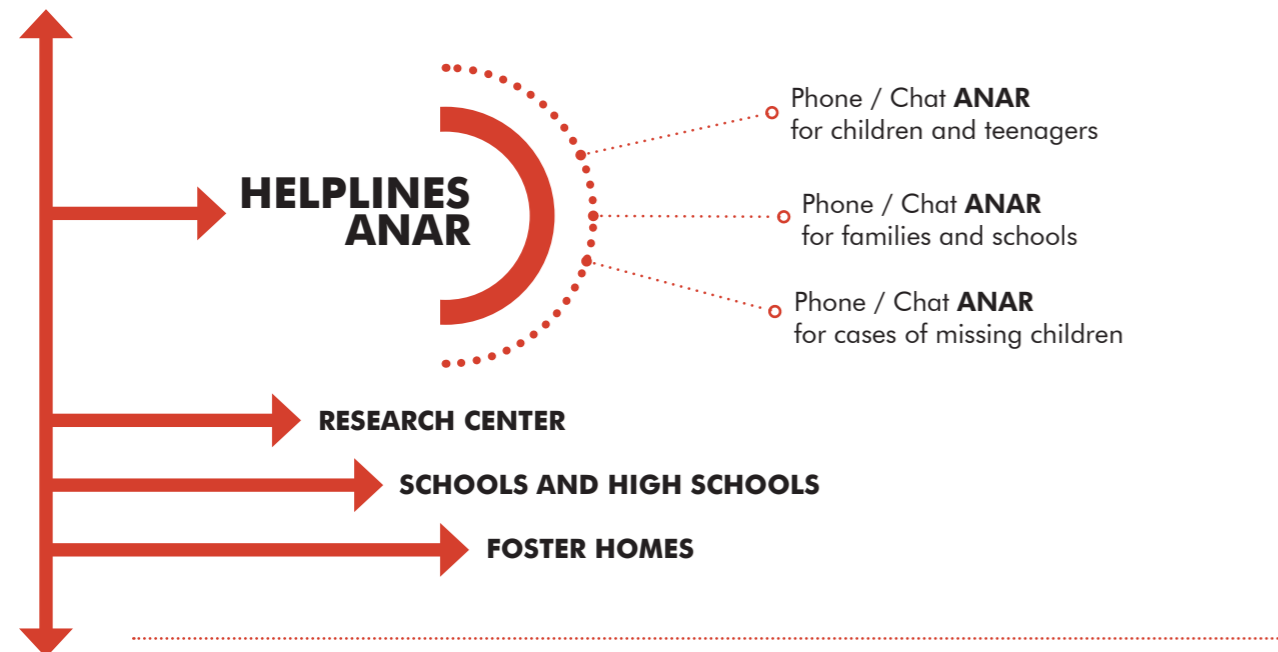 HELPLINES
ANAR
Phone / Chat ANAR
for children and teenagers
Phone / Chat ANAR
for families and schools
Phone / Chat ANAR
for cases of missing children
RESEARCH CENTER
SCHOOLS AND HIGH SCHOOLS
FOSTER HOMES